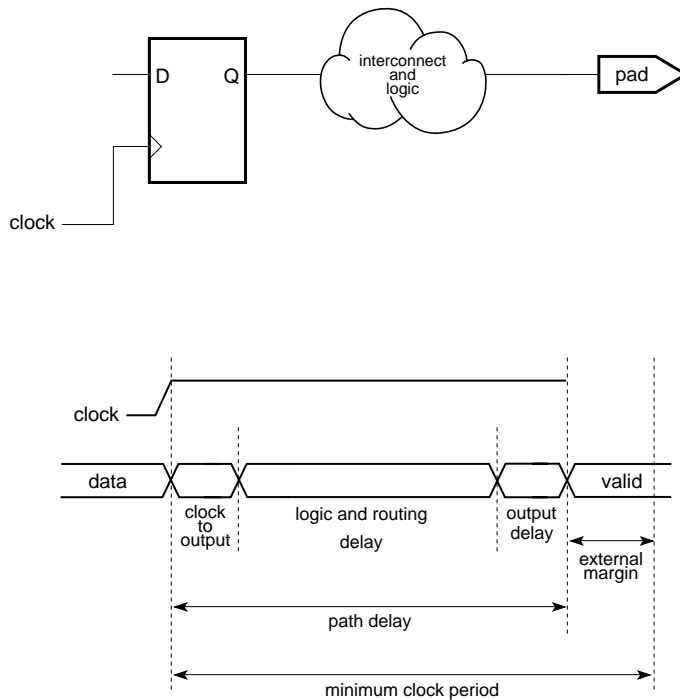 interconnect
and
logic
D Q
pad
clock
clock
data
valid
clock
to
output
logic and routing
delay
output
delay
external
margin
path delay
minimum clock period